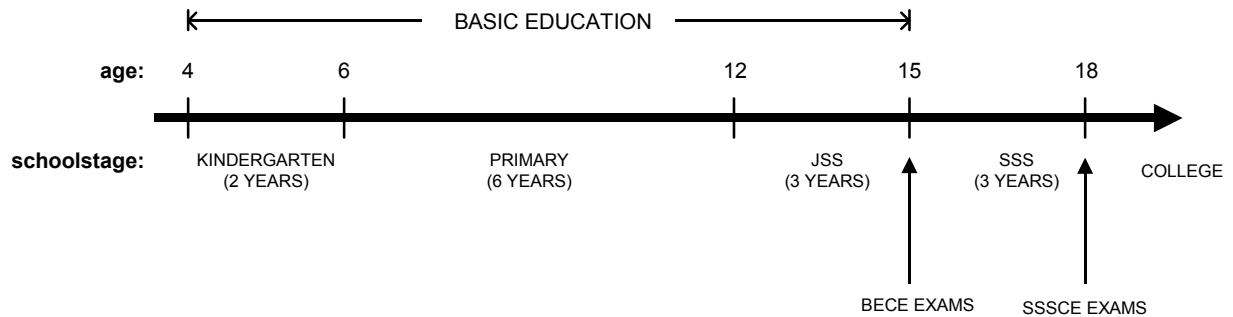 BASIC EDUCATION
age: 4 6 12 15 18
schoolstage: KINDERGARTEN PRIMARY JSS SSS COLLEGE
(2 YEARS) (6 YEARS) (3 YEARS) (3 YEARS)
BECE EXAMS SSSCE EXAMS